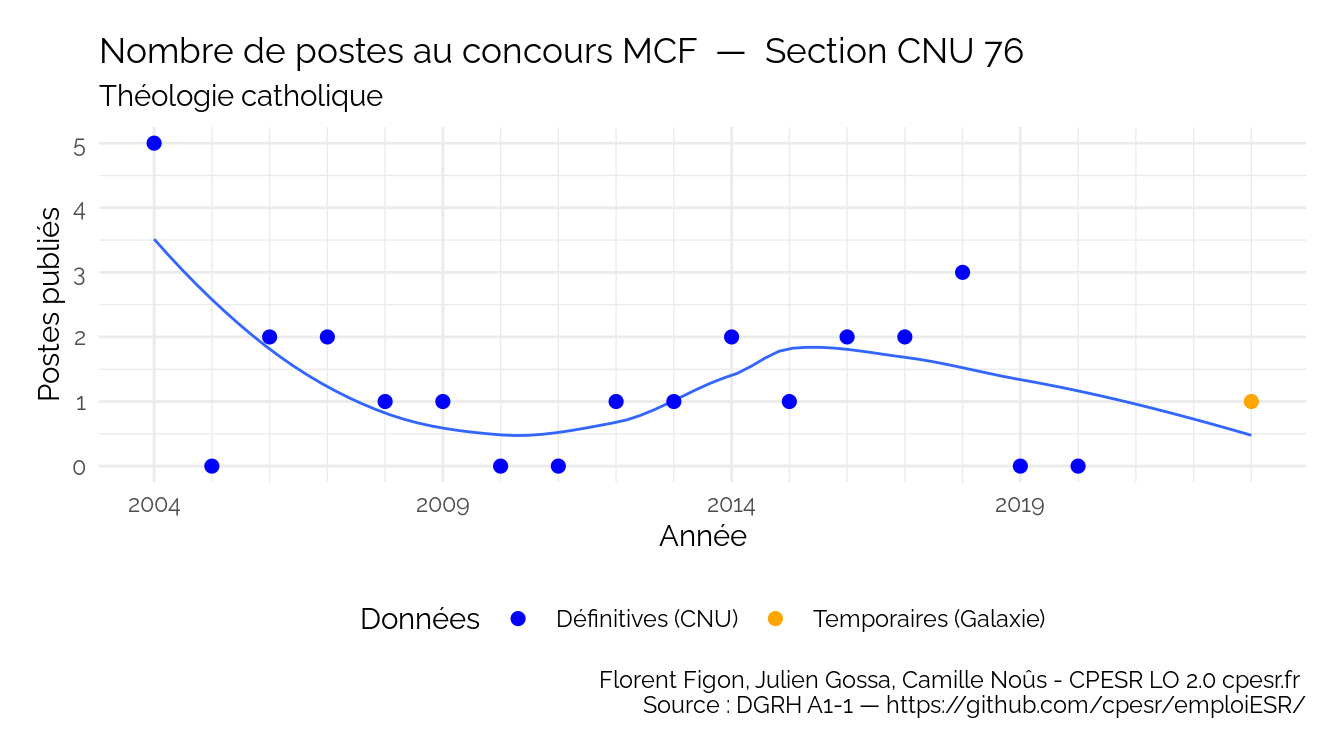 Nombre de postes au concours MCF — Section CNU 76
Théologie catholique
Postes publiés
5
4
3
2
1
0
2004 2009 2014 2019
Année
Données Définitives (CNU) Temporaires (Galaxie)
Florent Figon, Julien Gossa, Camille Noûs - CPESR LO 2.0 cpesr.fr
Source : DGRH A1-1 — https://github.com/cpesr/emploiESR/